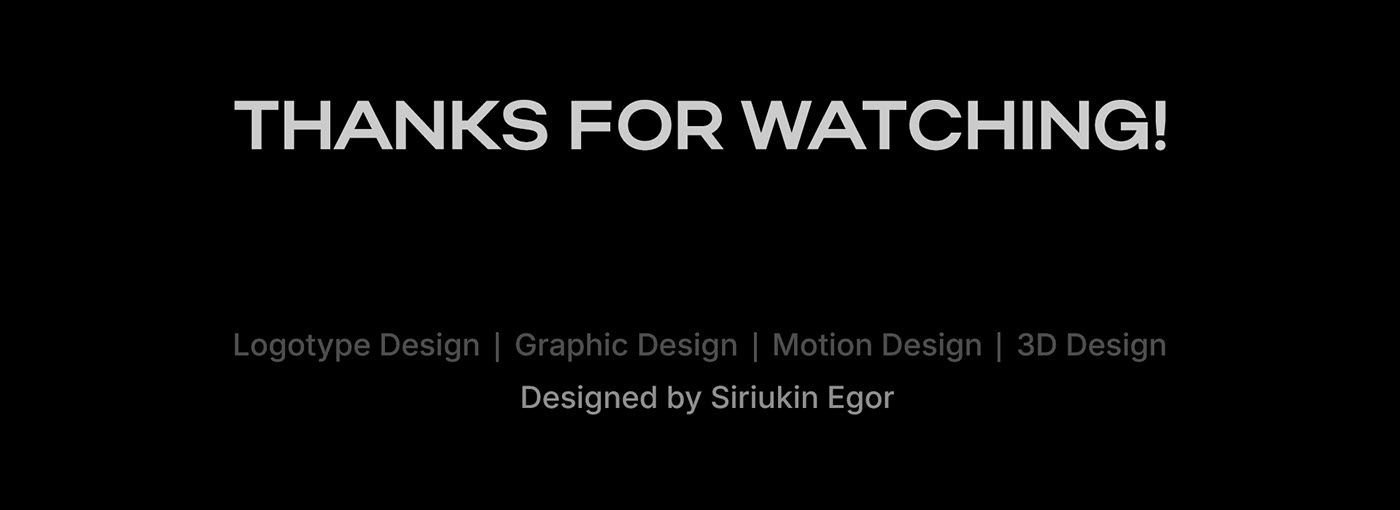 THANKS FOR WATCHING!
Logotype Design | Graphic Design | Motion Design | 3D Design
Designed by Siriukin Egor